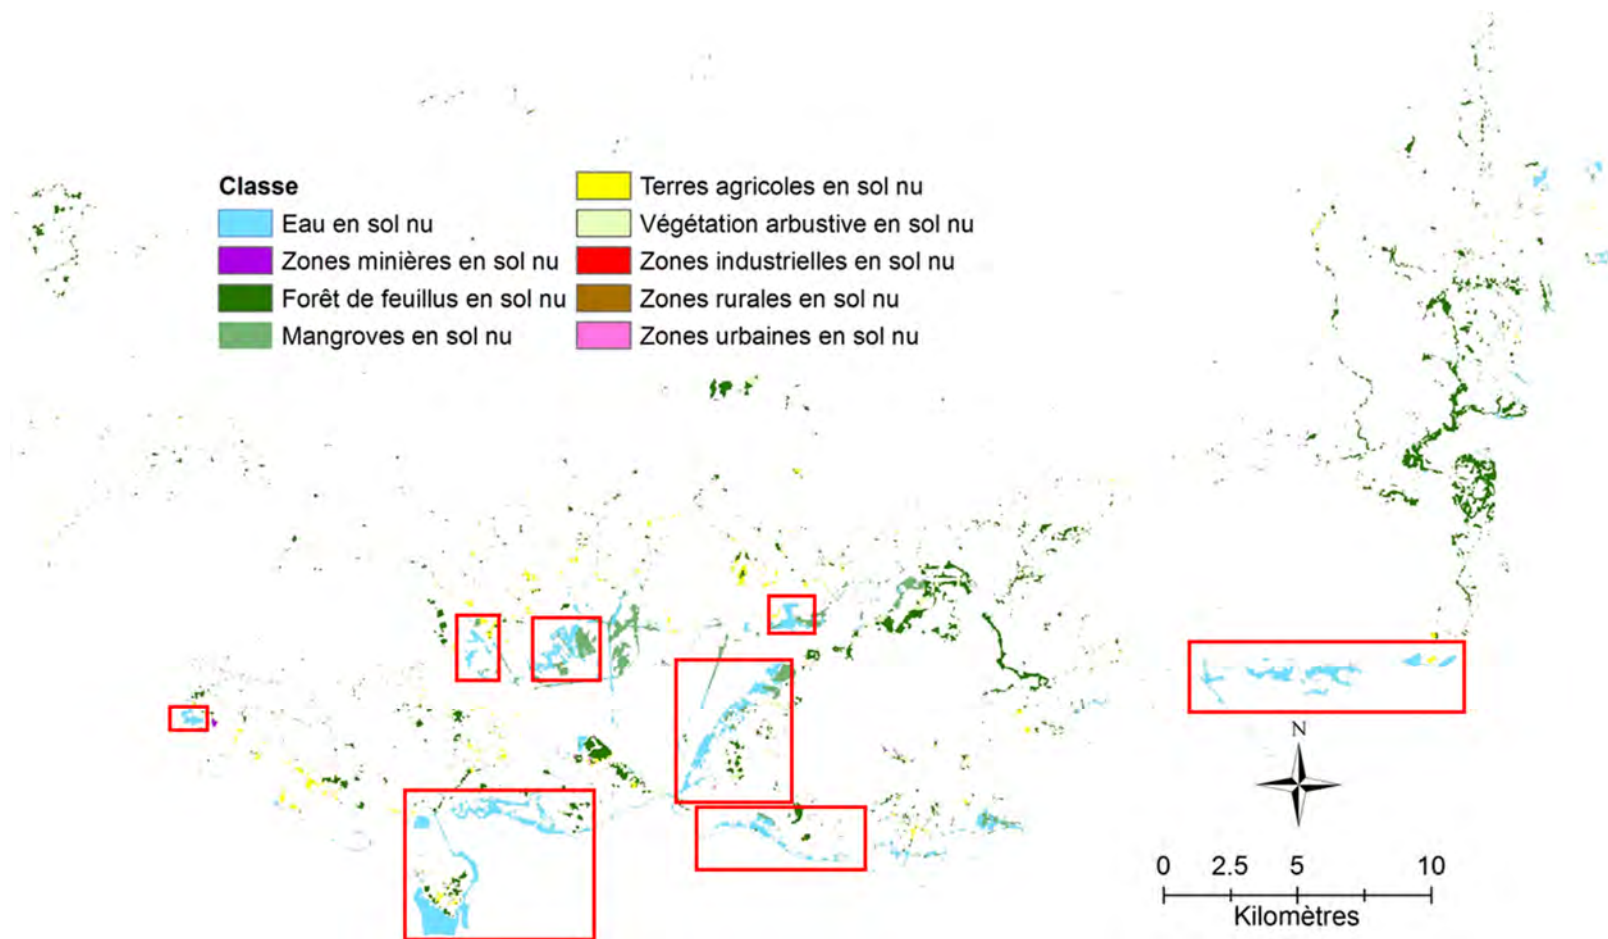 Classe
Eau en sol nu
Zones minières en sol nu
Forêt de feuillus en sol nu
Mangroves en sol nu
Terres agricoles en sol nu
Végétation arbustive en sol nu
Zones industrielles en sol nu
Zones rurales en sol nu
Zones urbaines en sol nu
N
0 2.5 5 10
Kilomètres